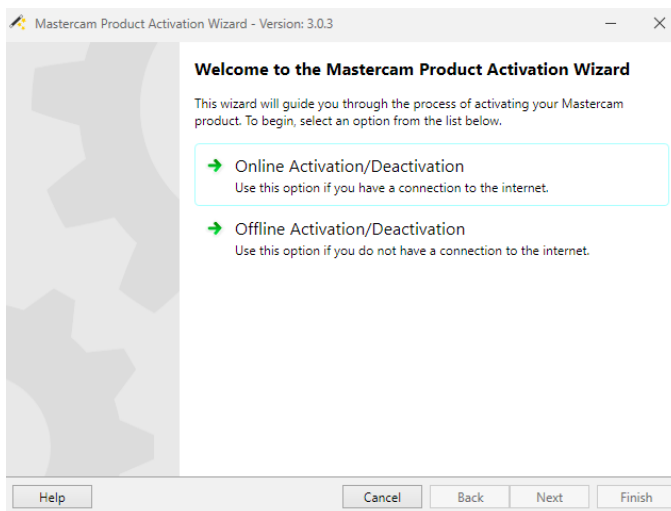 Mastercam Product Activation Wizard - Version: 3.0.3
Welcome to the Mastercam Product Activation Wizard
This wizard will guide you through the process of activating your Mastercam
product. To begin, select an option from the list below.
Online Activation/Deactivation
Use this option if you have a connection to the internet.
Offline Activation/Deactivation
Use this option if you do not have a connection to the internet.
Help
Cancel
Back
Next
Finish